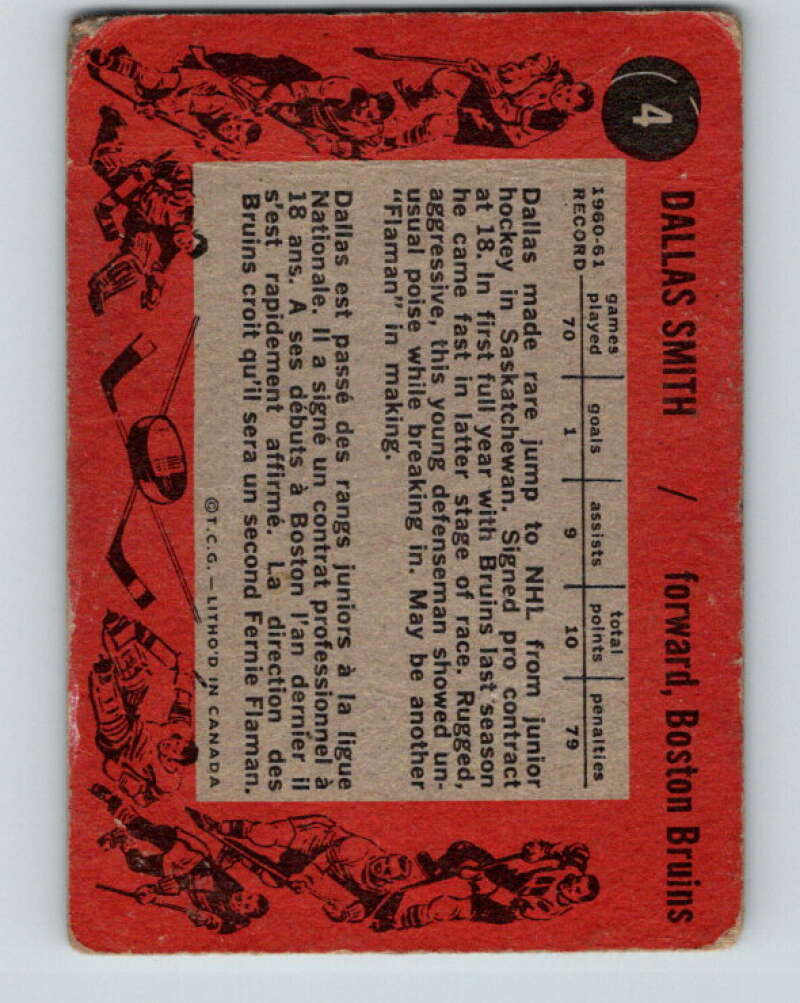 4
DALLAS SMITH / forward, Boston Bruins
1960-61 games total
RECORD played goals assists points penalties
70 1 9 10 79
Dallas made rare jump to NHL from junior
hockey in Saskatchewan. Signed pro contract
at 18. In first full year with Bruins last season
he came fast in latter stage of race. Rugged,
aggressive, this young defenseman showed un-
usual poise while breaking in. May be another
“Flaman” in making.
Dallas est passé des rangs juniors à la ligue
Nationale. Il a signé un contrat professionnel à
18 ans. A ses débuts à Boston l'an dernier il
s'est rapidement affirmé. La direction des
Bruins croit qu'il sera un second Fernie Flaman.
©T.C.G.—LITHO'D IN CANADA